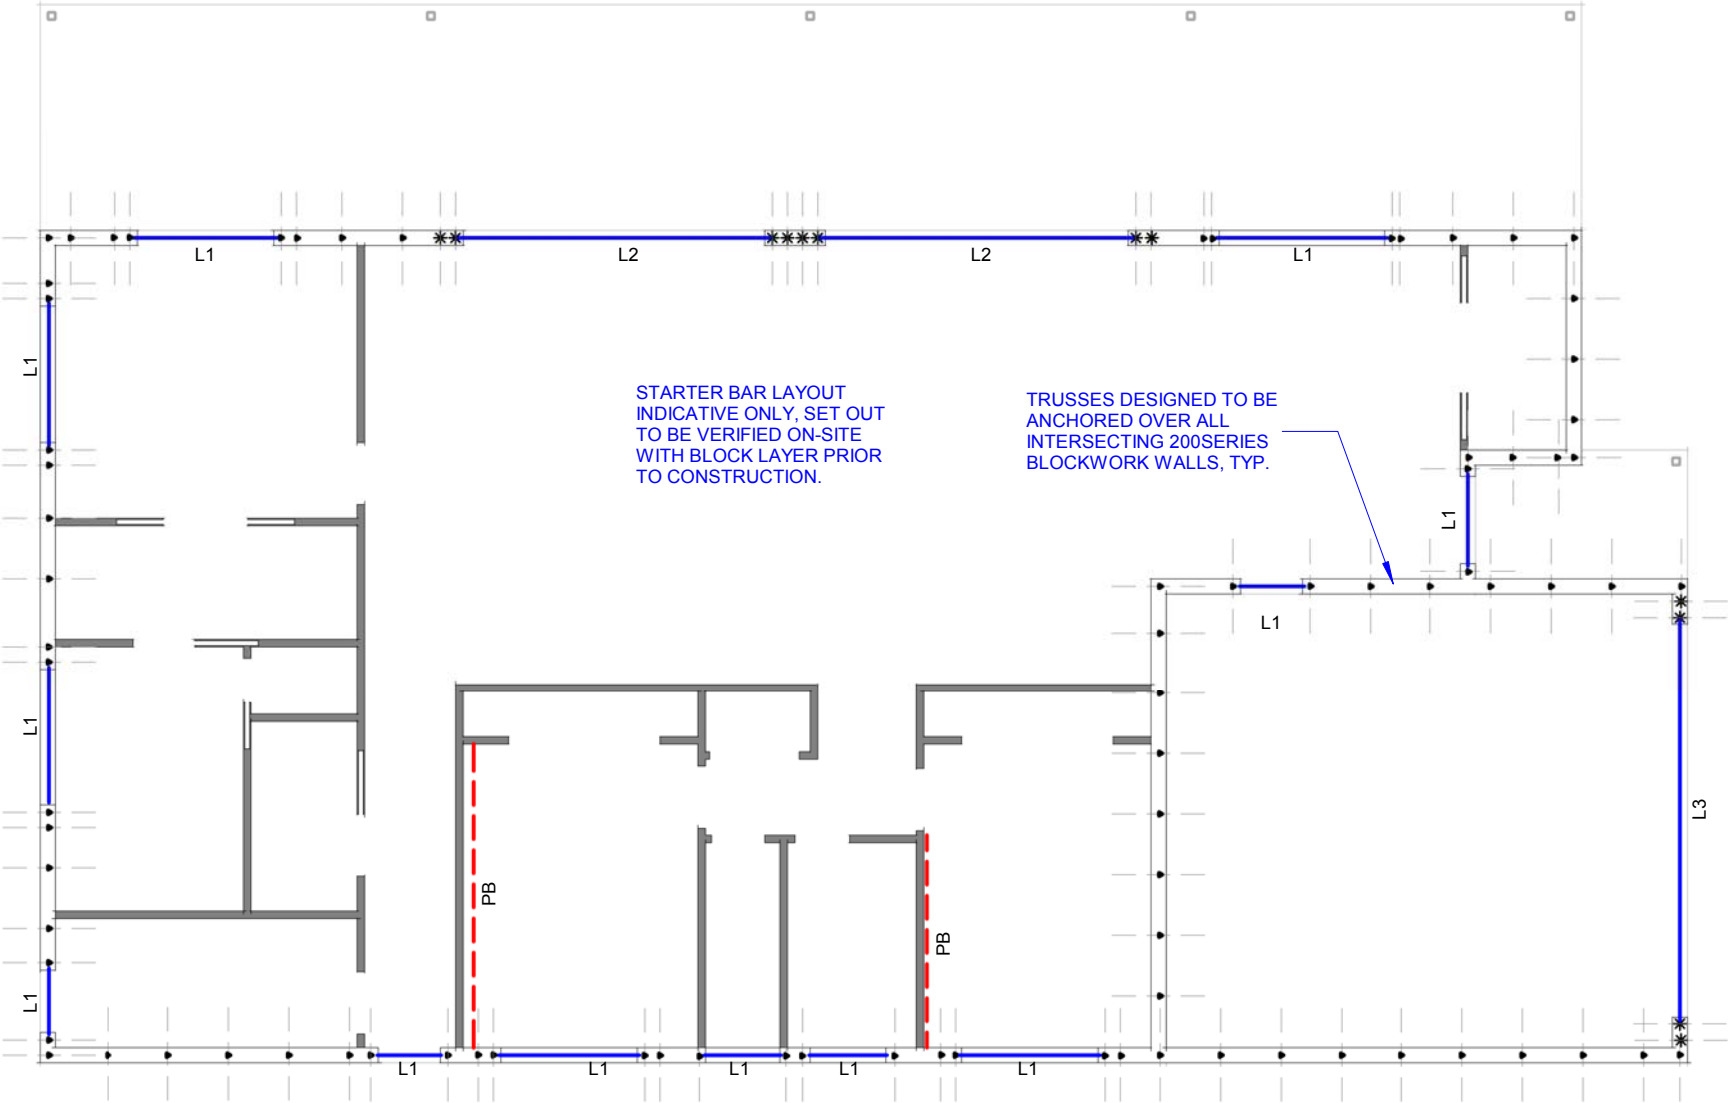 L1
L2
L2
L1
L1
STARTER BAR LAYOUT
INDICATIVE ONLY, SET OUT
TO BE VERIFIED ON-SITE
WITH BLOCK LAYER PRIOR
TO CONSTRUCTION.
TRUSSES DESIGNED TO BE
ANCHORED OVER ALL
INTERSECTING 200SERIES
BLOCKWORK WALLS, TYP.
L1
L1
L1
L3
PB
PB
L1
L1
L1
L1
L1
L1